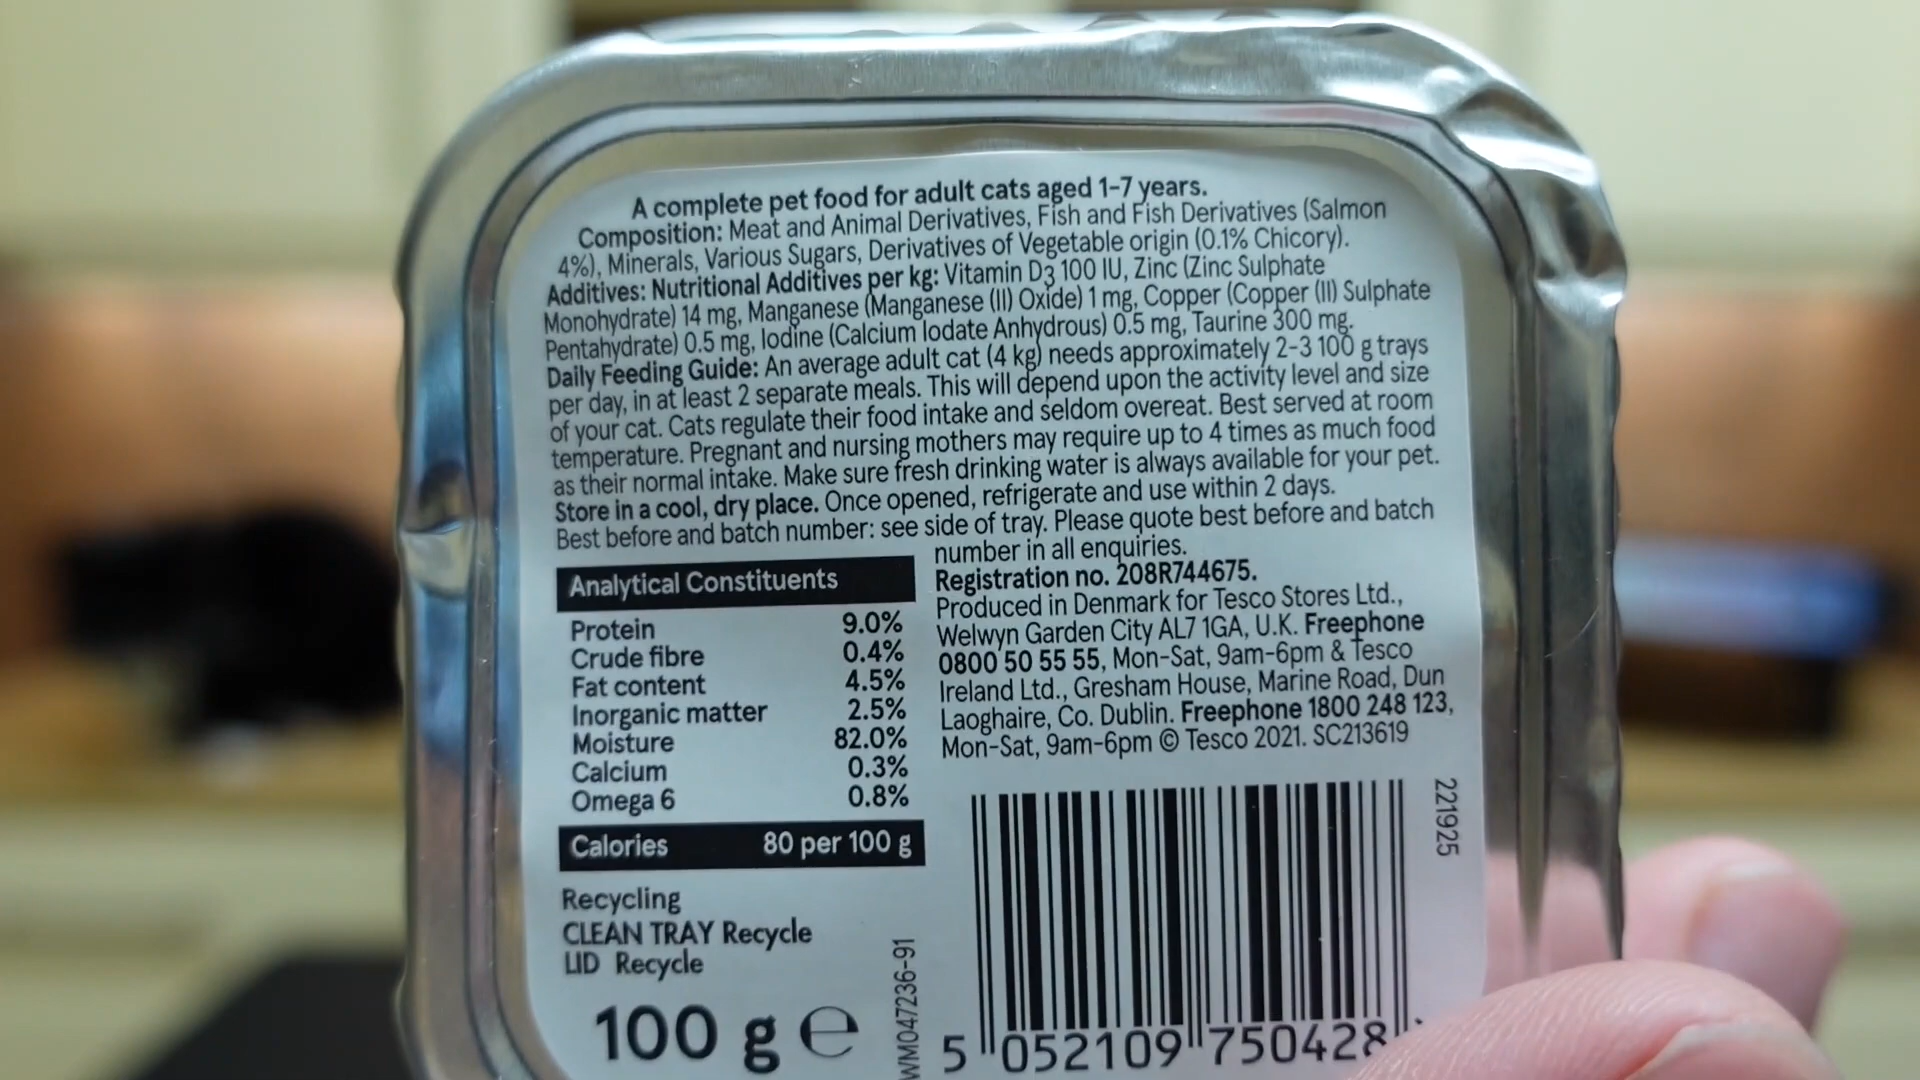 A complete pet food for adult cats aged 1-7 years.
Composition: Meat and Animal Derivatives, Fish and Fish Derivatives (Salmon
4%), Minerals, Various Sugars, Derivatives of Vegetable origin (0.1% Chicory).
Additives: Nutritional Additives per kg: Vitamin D3 100 IU, Zinc (Zinc Sulphate
Monohydrate) 14 mg, Manganese (Manganese (II) Oxide) 1 mg, Copper (Copper (II) Sulphate
Pentahydrate) 0.5 mg, Iodine (Calcium Iodate Anhydrous) 0.5 mg, Taurine 300 mg.
Daily Feeding Guide: An average adult cat (4 kg) needs approximately 2-3 100 g trays
per day, in at least 2 separate meals. This will depend upon the activity level and size
of your cat. Cats regulate their food intake and seldom overeat. Best served at room
temperature. Pregnant and nursing mothers may require up to 4 times as much food
as their normal intake. Make sure fresh drinking water is always available for your pet.
Store in a cool, dry place. Once opened, refrigerate and use within 2 days.
Best before and batch number: see side of tray. Please quote best before and batch
number in all enquiries.
Registration no. 208R744675.
Produced in Denmark for Tesco Stores Ltd.,
Welwyn Garden City AL7 1GA, U.K. Freephone
0800 50 55 55, Mon-Sat, 9am-6pm & Tesco
Ireland Ltd., Gresham House, Marine Road, Dun
Laoghaire, Co. Dublin. Freephone 1800 248 123,
Mon-Sat, 9am-6pm © Tesco 2021. SC213619
Analytical Constituents
Protein 9.0%
Crude fibre 0.4%
Fat content 4.5%
Inorganic matter 2.5%
Moisture 82.0%
Calcium 0.3%
Omega 6 0.8%
Calories 80 per 100 g
Recycling
CLEAN TRAY Recycle
LID Recycle
100 g e
WM047236-91
5 052109 750428
221925